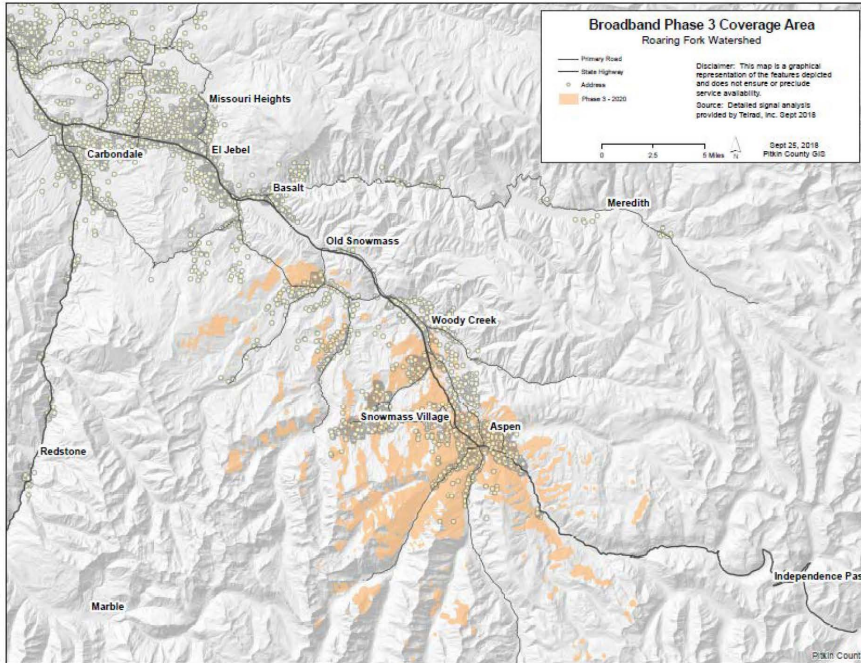 Broadband Phase 3 Coverage Area
Roaring Fork Watershed
Primary Road
State Highway
Address
Phase 3 - 2020
Disclaimer: This map is a graphical
representation of the features depicted
and does not ensure or preclude
service availability.
Source: Detailed signal analysis
provided by Telrad, Inc. Sept 2018
0 2.5 5 Miles
N
Sept 25, 2018
Pitkin County GIS
Missouri Heights
El Jebel
Carbondale
Basalt
Meredith
Old Snowmass
Woody Creek
Snowmass Village
Aspen
Redstone
Independence Pas
Marble
Pitkin Count